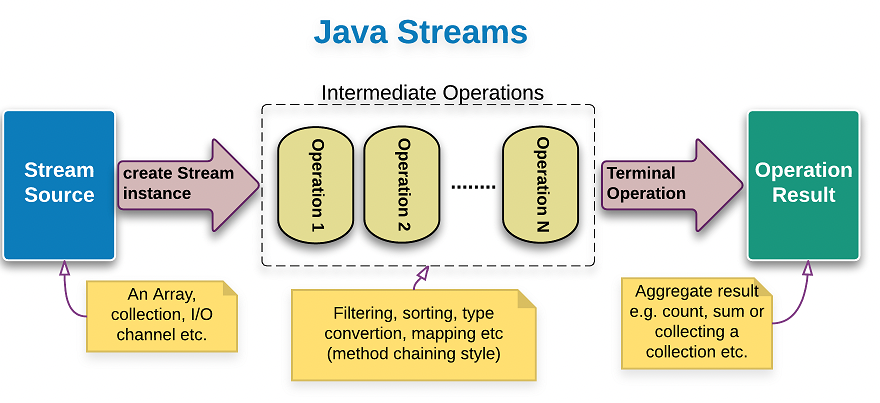 Java Streams
Intermediate Operations
Stream
Source
create Stream
instance
Operation 1
Operation 2
........
Operation N
Terminal
Operation
Operation
Result
An Array,
collection, I/O
channel etc.
Filtering, sorting, type
convertion, mapping etc
(method chaining style)
Aggregate result
e.g. count, sum or
collecting a
collection etc.